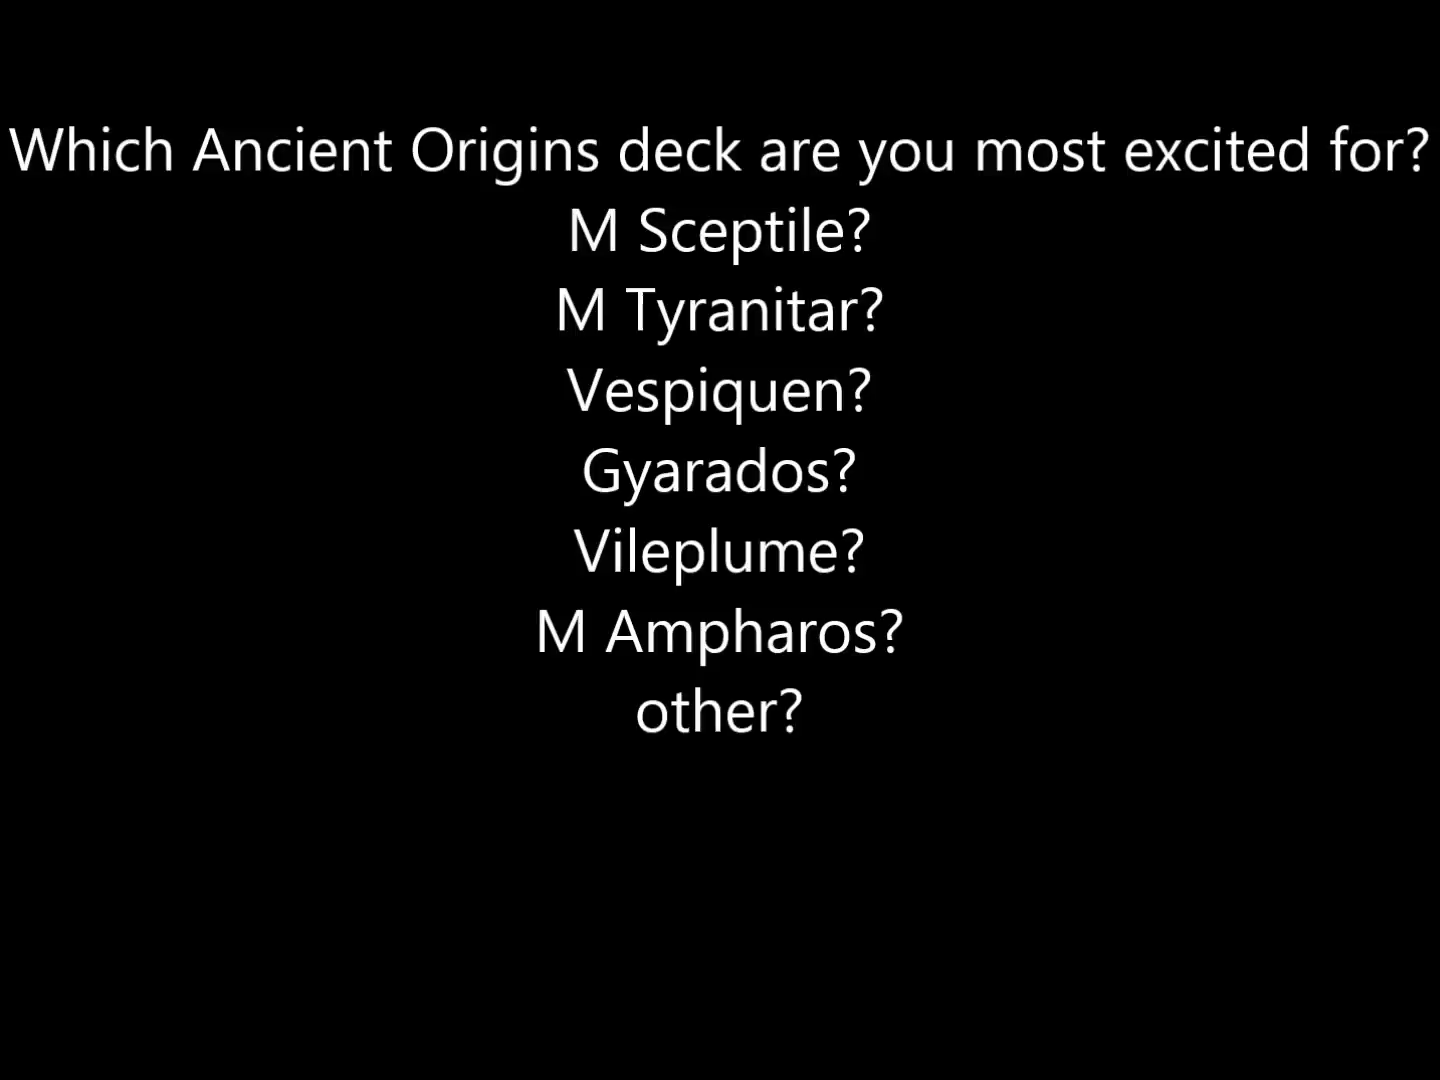 Which Ancient Origins deck are you most excited for?
M Sceptile?
M Tyranitar?
Vespiquen?
Gyarados?
Vileplume?
M Ampharos?
other?